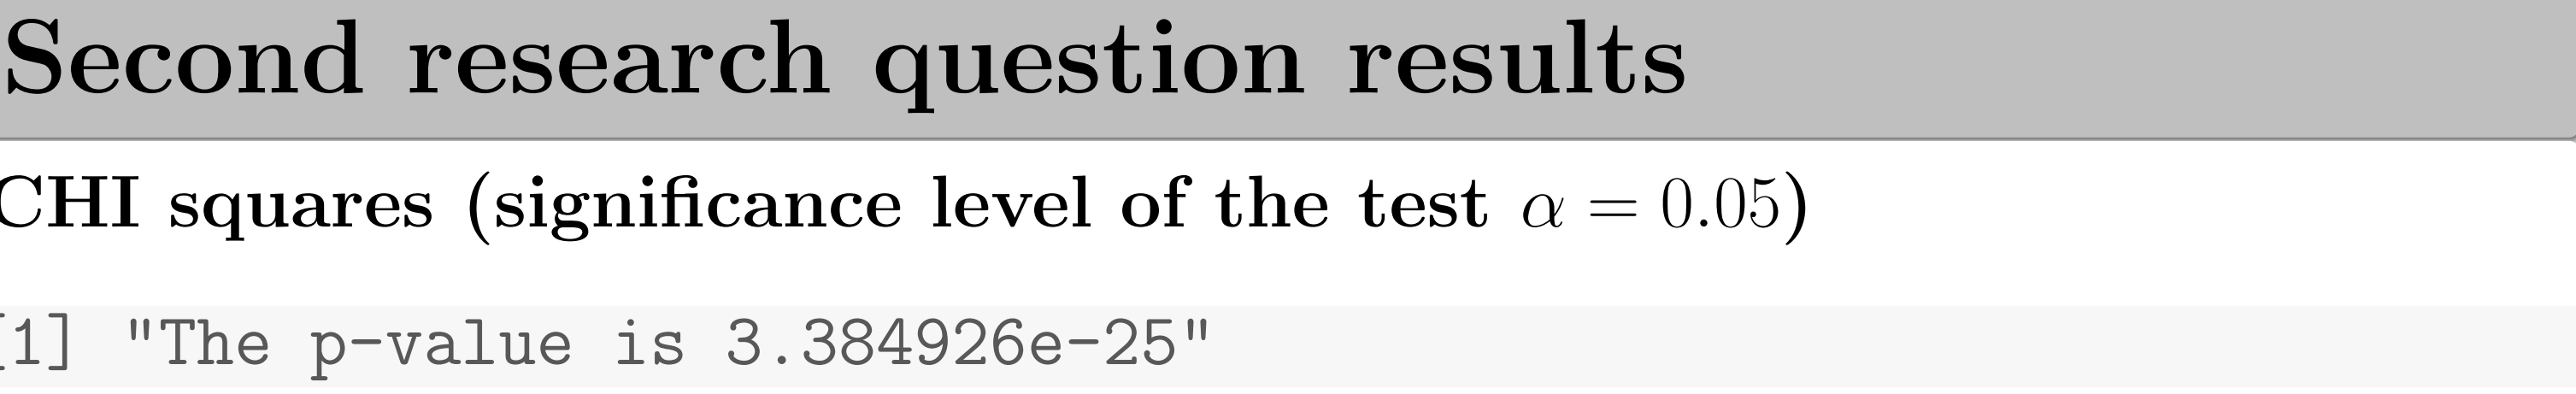 Second research question results
CHI squares (significance level of the test α = 0.05)
[1] "The p-value is 3.384926e-25"